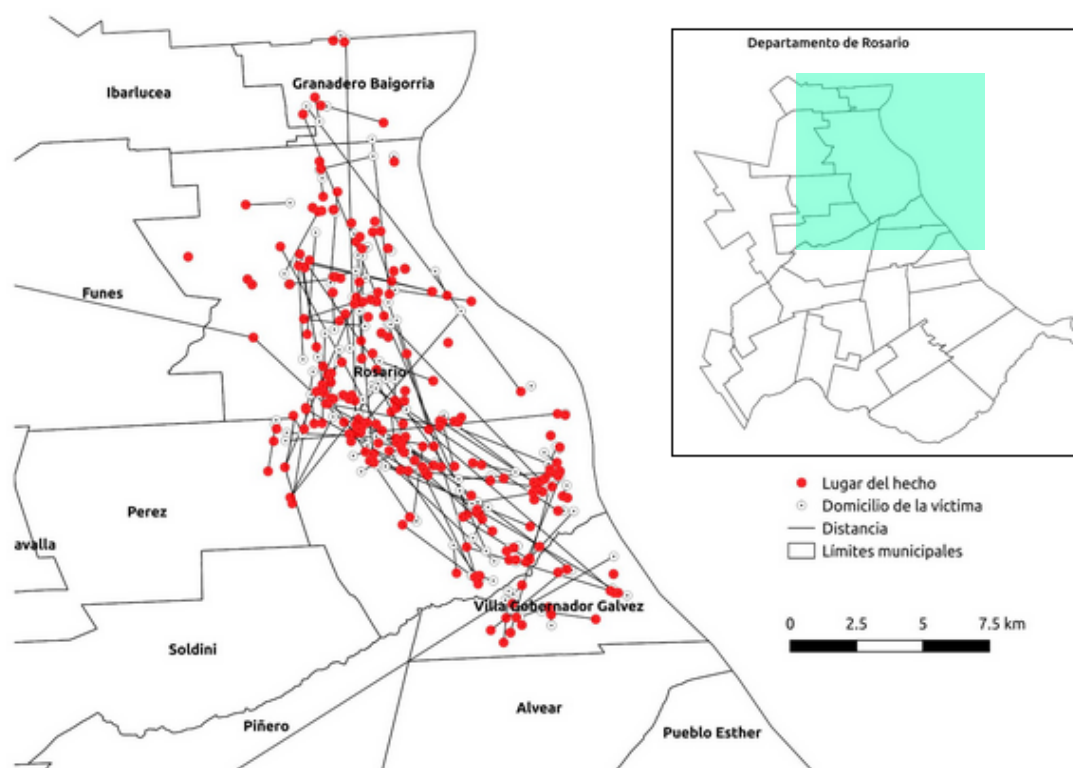 Departamento de Rosario
Ibarlucea
Granadero Baigorria
Funes
Rosario
Perez
avalla
Villa Gobernador Galvez
Soldini
Piñero
Alvear
Pueblo Esther
Lugar del hecho
Domicilio de la víctima
Distancia
Límites municipales
0 2.5 5 7.5 km